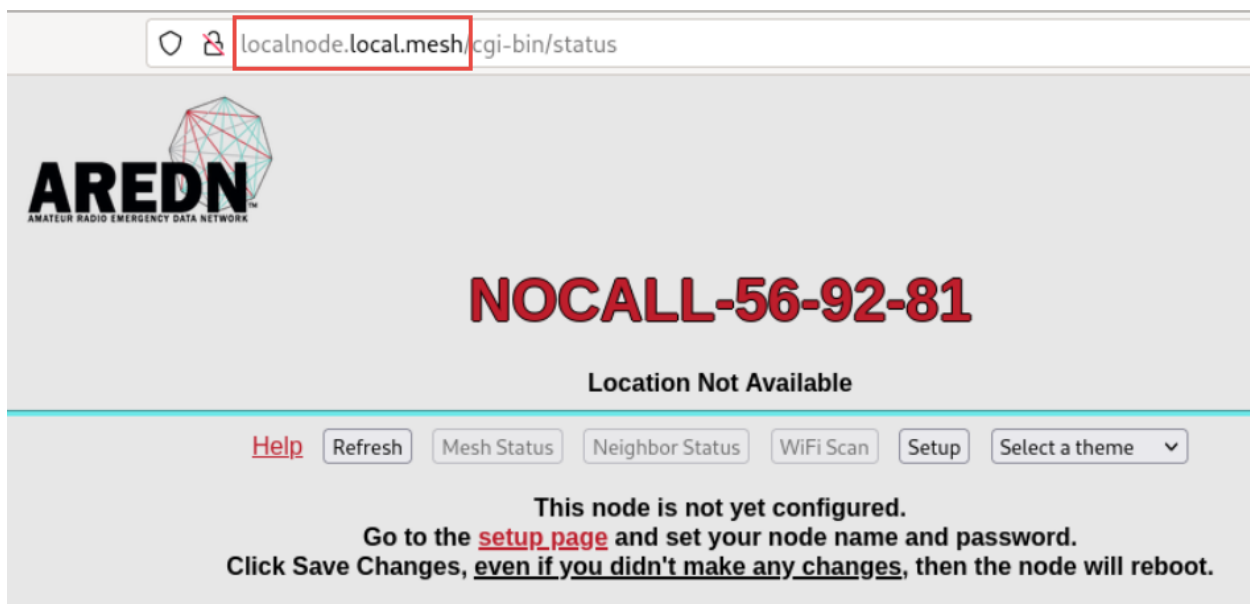 localnode.local.mesh/cgi-bin/status
AREDN™
AMATEUR RADIO EMERGENCY DATA NETWORK
NOCALL-56-92-81
Location Not Available
Help Refresh Mesh Status Neighbor Status WiFi Scan Setup Select a theme
This node is not yet configured.
Go to the setup page and set your node name and password.
Click Save Changes, even if you didn't make any changes, then the node will reboot.